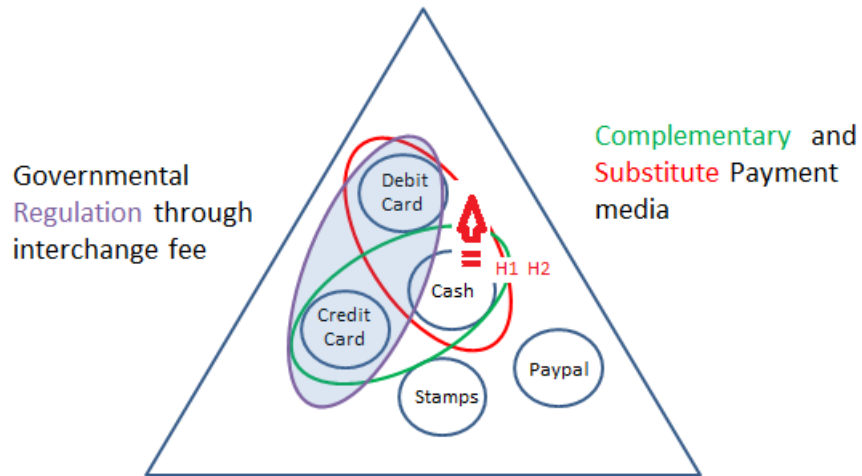 Governmental
Regulation through
interchange fee
Complementary and
Substitute Payment
media
Debit
Card
H1 H2
Cash
Credit
Card
Stamps
Paypal